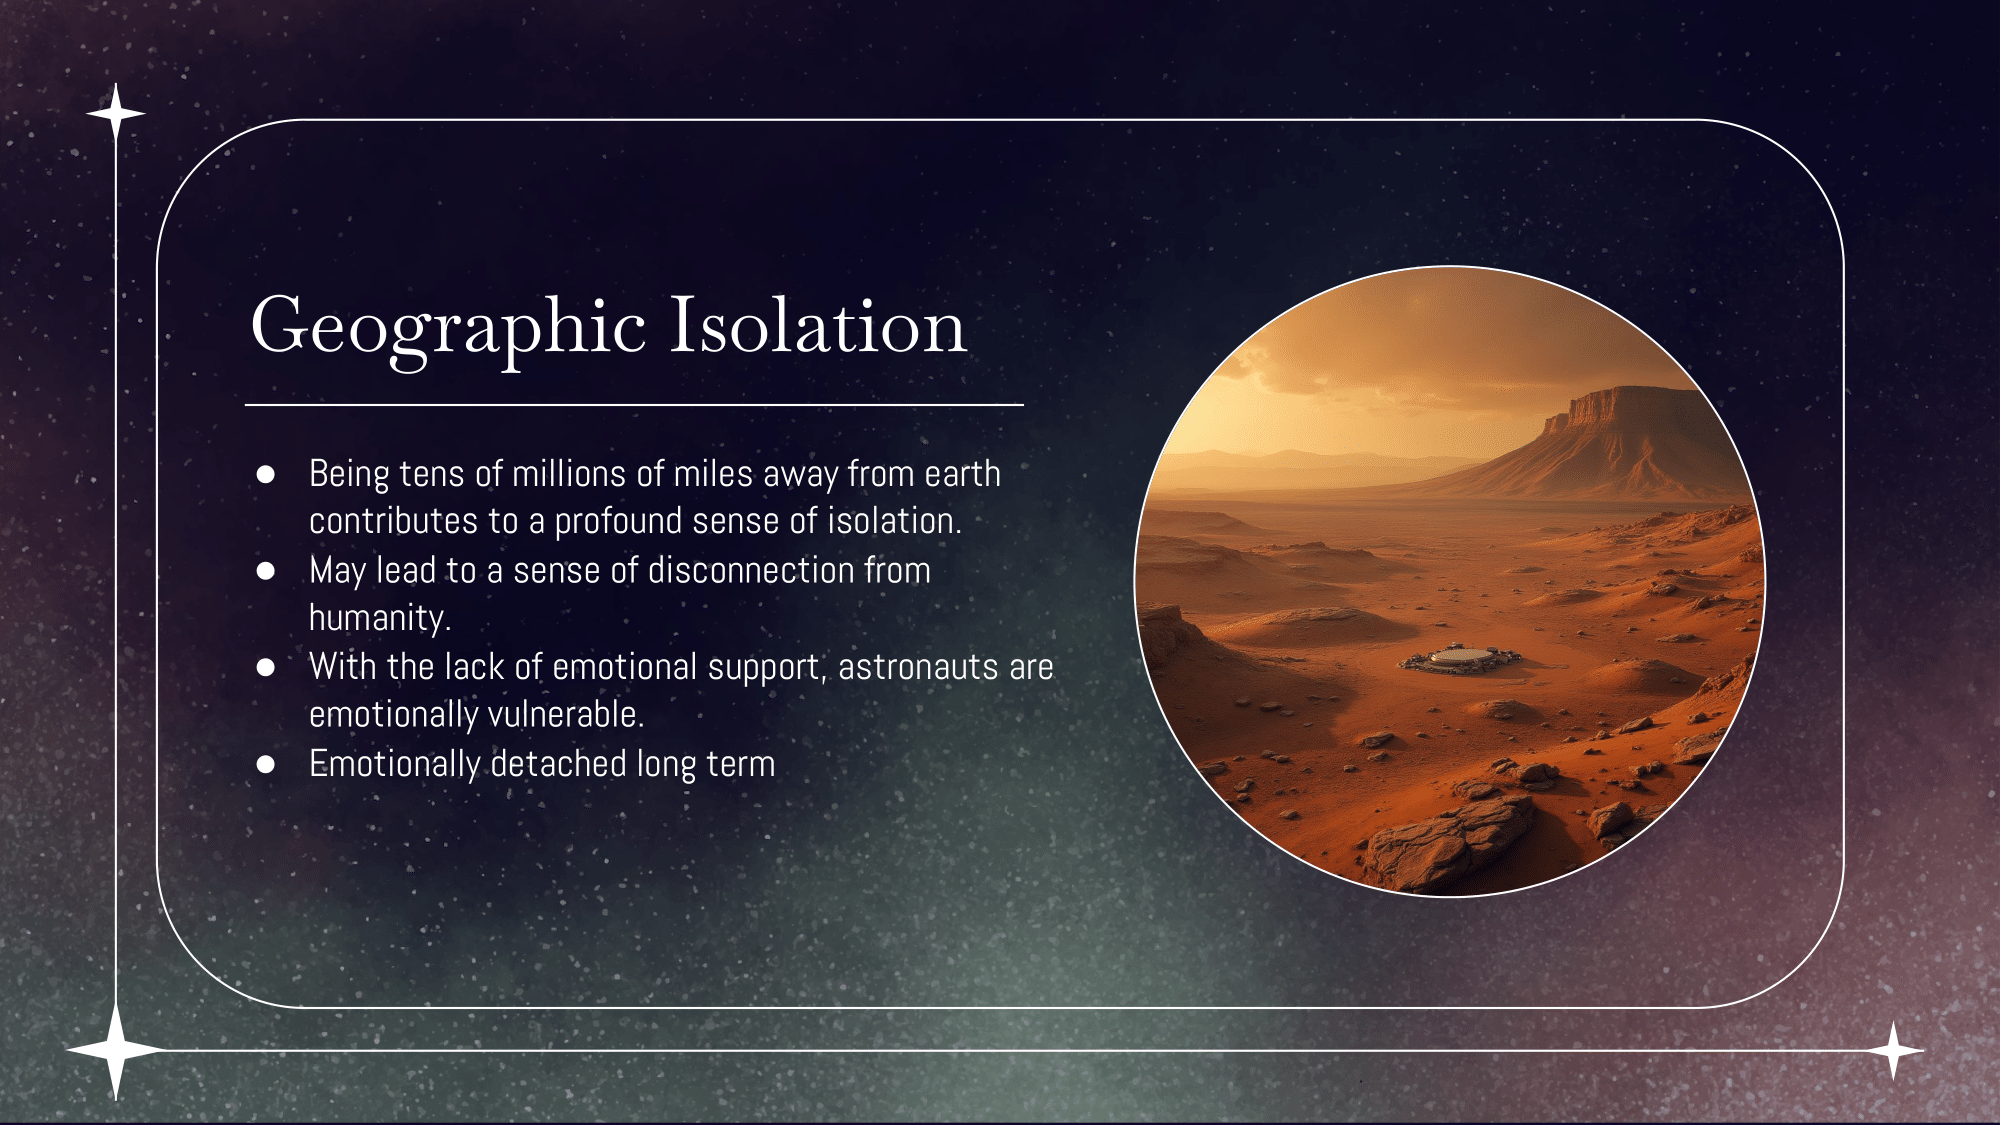 Geographic Isolation
● Being tens of millions of miles away from earth
contributes to a profound sense of isolation.
● May lead to a sense of disconnection from
humanity.
● With the lack of emotional support, astronauts are
emotionally vulnerable.
● Emotionally detached long term